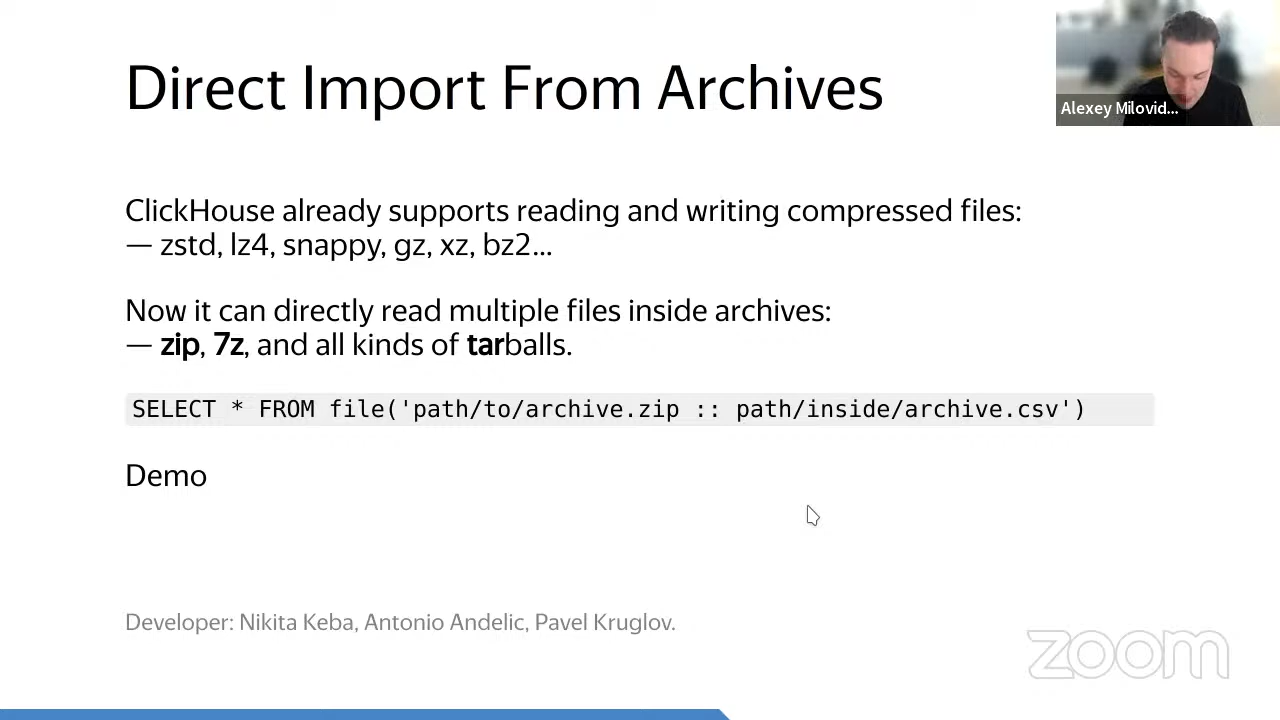 Direct Import From Archives
Alexey Milovid...
ClickHouse already supports reading and writing compressed files:
— zstd, lz4, snappy, gz, xz, bz2...
Now it can directly read multiple files inside archives:
— zip, 7z, and all kinds of tarballs.
SELECT * FROM file('path/to/archive.zip :: path/inside/archive.csv')
Demo
Developer: Nikita Keba, Antonio Andelic, Pavel Kruglov.
zoom